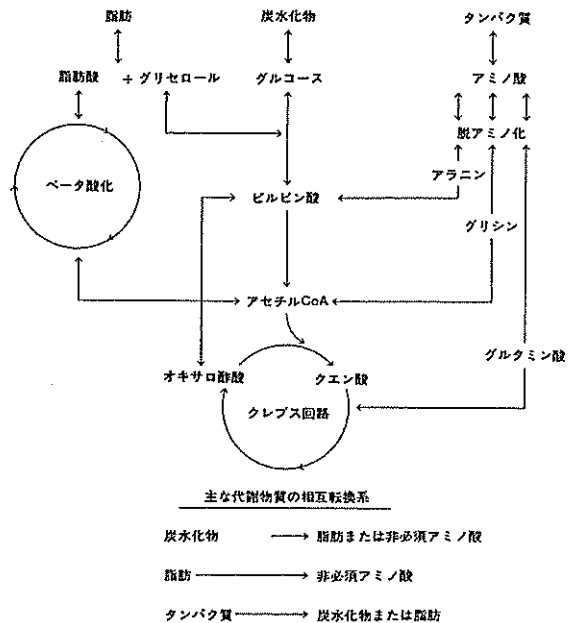 脂肪 炭水化物 タンパク質
脂肪酸 + グリセロール グルコース アミノ酸
脱アミノ化
ベータ酸化 アラニン
ピルビン酸
グリシン
アセチルCoA
グルタミン酸
オキサロ酢酸 クエン酸
クレブス回路
主な代謝物質の相互転換系
炭水化物 → 脂肪または非必須アミノ酸
脂肪 → 非必須アミノ酸
タンパク質 → 炭水化物または脂肪